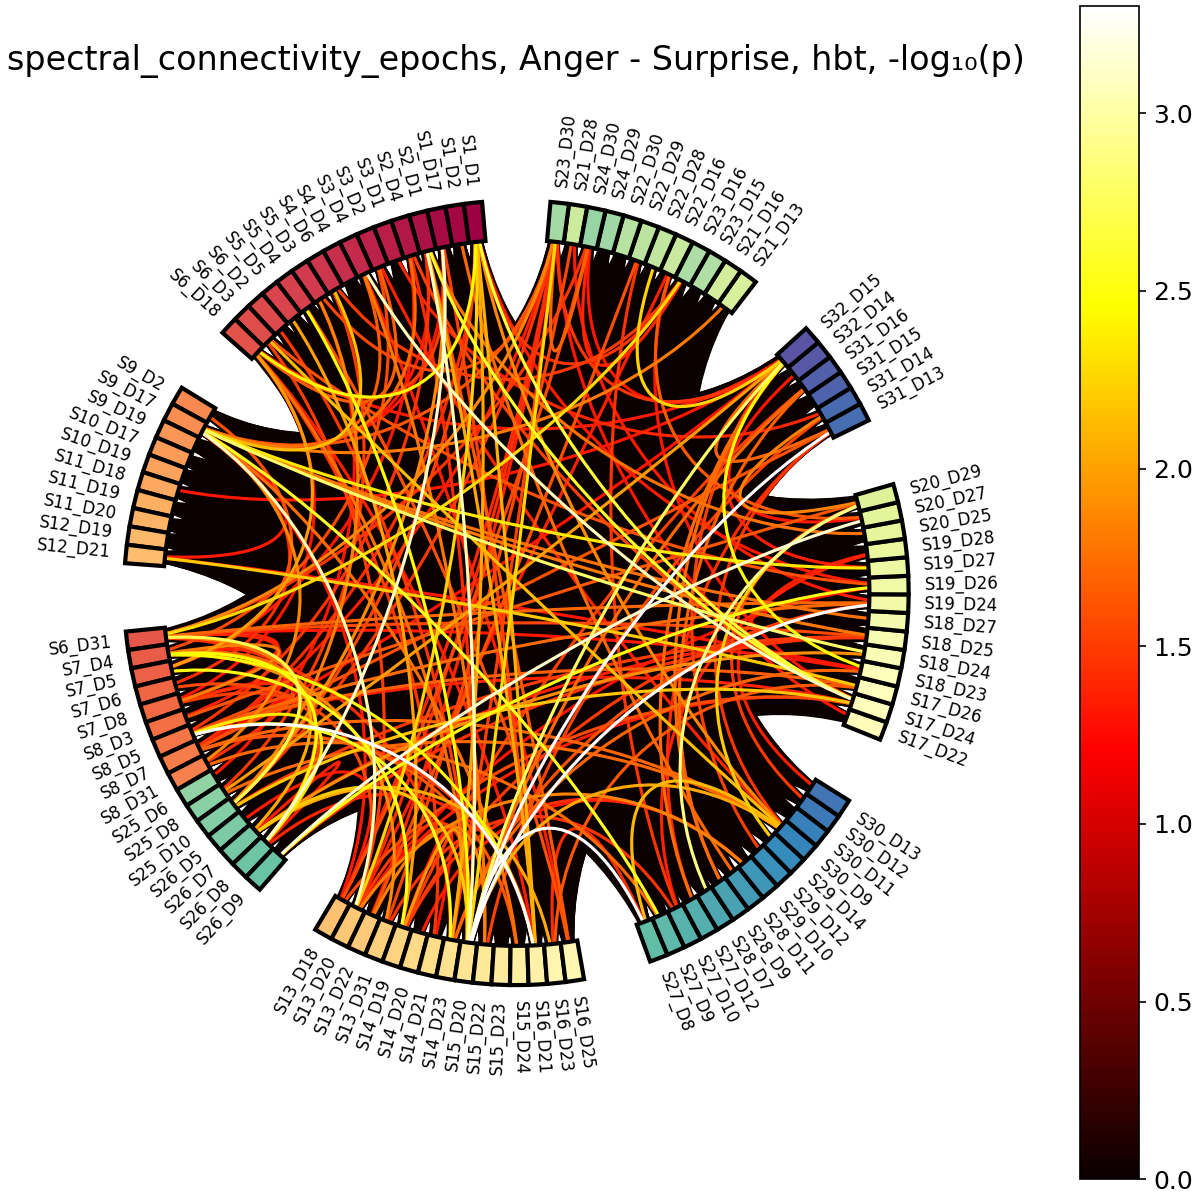 spectral_connectivity_epochs, Anger - Surprise, hbt, -log₁₀(p)
S1_D1
S1_D2
S1_D17
S2_D1
S2_D4
S3_D1
S3_D2
S3_D4
S4_D6
S4_D6
S5_D3
S5_D4
S5_D5
S6_D2
S6_D3
S6_D18
S9_D2
S9_D17
S9_D19
S10_D17
S10_D19
S11_D18
S11_D19
S11_D20
S12_D19
S12_D21
S6_D31
S7_D4
S7_D5
S7_D6
S7_D8
S8_D3
S8_D5
S8_D7
S8_D31
S25_D6
S25_D8
S25_D10
S26_D5
S26_D7
S26_D8
S26_D9
S13_D18
S13_D20
S13_D22
S13_D31
S14_D19
S14_D20
S14_D21
S14_D23
S15_D20
S15_D22
S15_D23
S15_D24
S16_D21
S16_D23
S16_D25
S27_D8
S27_D9
S27_D10
S27_D12
S28_D7
S28_D9
S28_D11
S29_D10
S29_D12
S29_D14
S30_D9
S30_D11
S30_D12
S30_D13
S17_D22
S17_D24
S17_D26
S18_D23
S18_D24
S18_D25
S18_D27
S19_D24
S19_D26
S19_D27
S19_D28
S20_D25
S20_D27
S20_D29
S31_D13
S31_D14
S31_D15
S31_D16
S32_D14
S32_D15
S21_D13
S21_D16
S23_D15
S23_D16
S22_D16
S22_D28
S22_D29
S22_D30
S24_D29
S24_D30
S21_D28
S23_D30
3.0
2.5
2.0
1.5
1.0
0.5
0.0